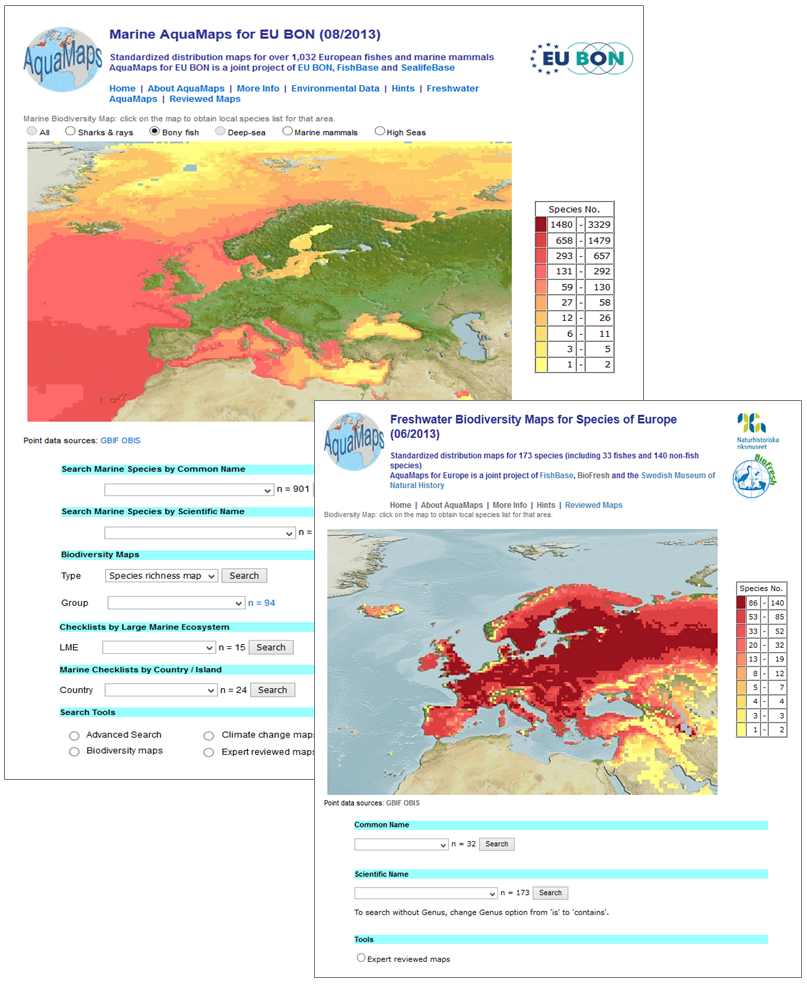 Marine AquaMaps for EU BON (08/2013)
AquaMaps
Standardized distribution maps for over 1,032 European fishes and marine mammals
AquaMaps for EU BON is a joint project of EU BON, FishBase and SealifeBase
EU BON
Home | About AquaMaps | More Info | Environmental Data | Hints | Freshwater
AquaMaps | Reviewed Maps
Marine Biodiversity Map: click on the map to obtain local species list for that area.
All Sharks & rays Bony fish Deep-sea Marine mammals High Seas
Species No.
1480 - 3329
658 - 1479
293 - 657
131 - 292
59 - 130
27 - 58
12 - 26
6 - 11
3 - 5
1 - 2
Point data sources: GBIF OBIS
Search Marine Species by Common Name
n = 901
Search Marine Species by Scientific Name
n =
Biodiversity Maps
Type Species richness map Search
Group n = 94
Checklists by Large Marine Ecosystem
LME n = 15 Search
Marine Checklists by Country / Island
Country n = 24 Search
Search Tools
Advanced Search Climate change maps
Biodiversity maps Expert reviewed maps
AquaMaps
Freshwater Biodiversity Maps for Species of Europe
(06/2013)
Standardized distribution maps for 173 species (including 33 fishes and 140 non-fish
species)
AquaMaps for Europe is a joint project of FishBase, BioFresh and the Swedish Museum of
Natural History
Naturhistoriska
riksmuseet
BioFresh
Home | About AquaMaps | More Info | Hints | Reviewed Maps
Biodiversity Map: click on the map to obtain local species list for that area.
Species No.
86 - 140
53 - 85
33 - 52
20 - 32
13 - 19
8 - 12
5 - 7
4 - 4
3 - 3
1 - 2
Point data sources: GBIF OBIS
Common Name
n = 32 Search
Scientific Name
n = 173 Search
To search without Genus, change Genus option from 'is' to 'contains'.
Tools
Expert reviewed maps